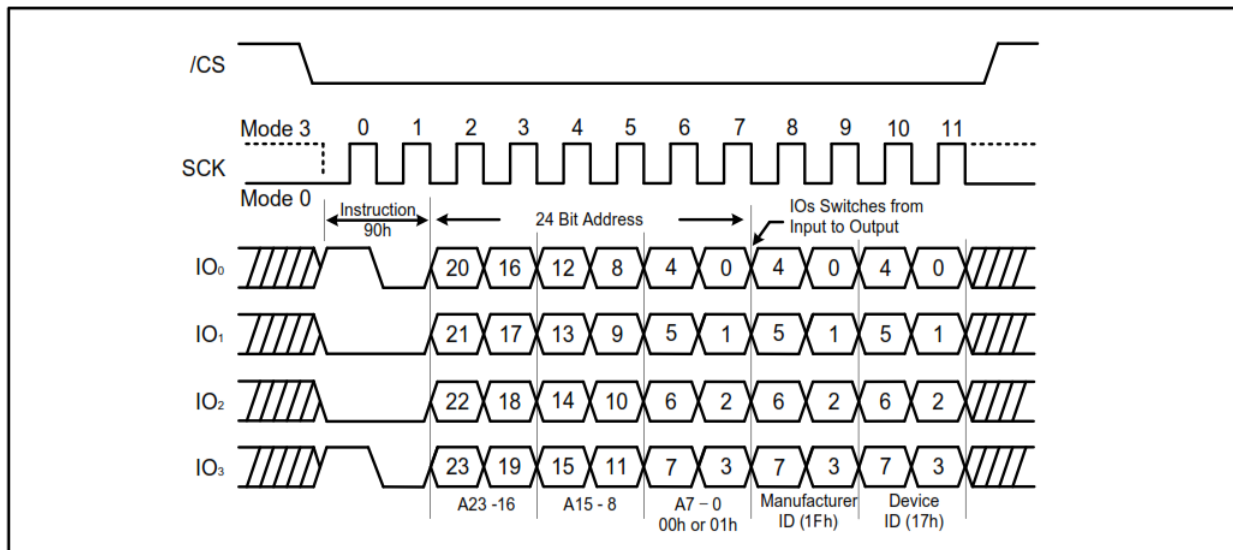 /CS
Mode 3 0 1 2 3 4 5 6 7 8 9 10 11
SCK
Mode 0
Instruction
90h
24 Bit Address
IOs Switches from
Input to Output
IO₀ 20 16 12 8 4 0 4 0 4 0
IO₁ 21 17 13 9 5 1 5 1 5 1
IO₂ 22 18 14 10 6 2 6 2 6 2
IO₃ 23 19 15 11 7 3 7 3 7 3
A23 -16 A15 - 8 A7 – 0 Manufacturer Device
00h or 01h ID (1Fh) ID (17h)